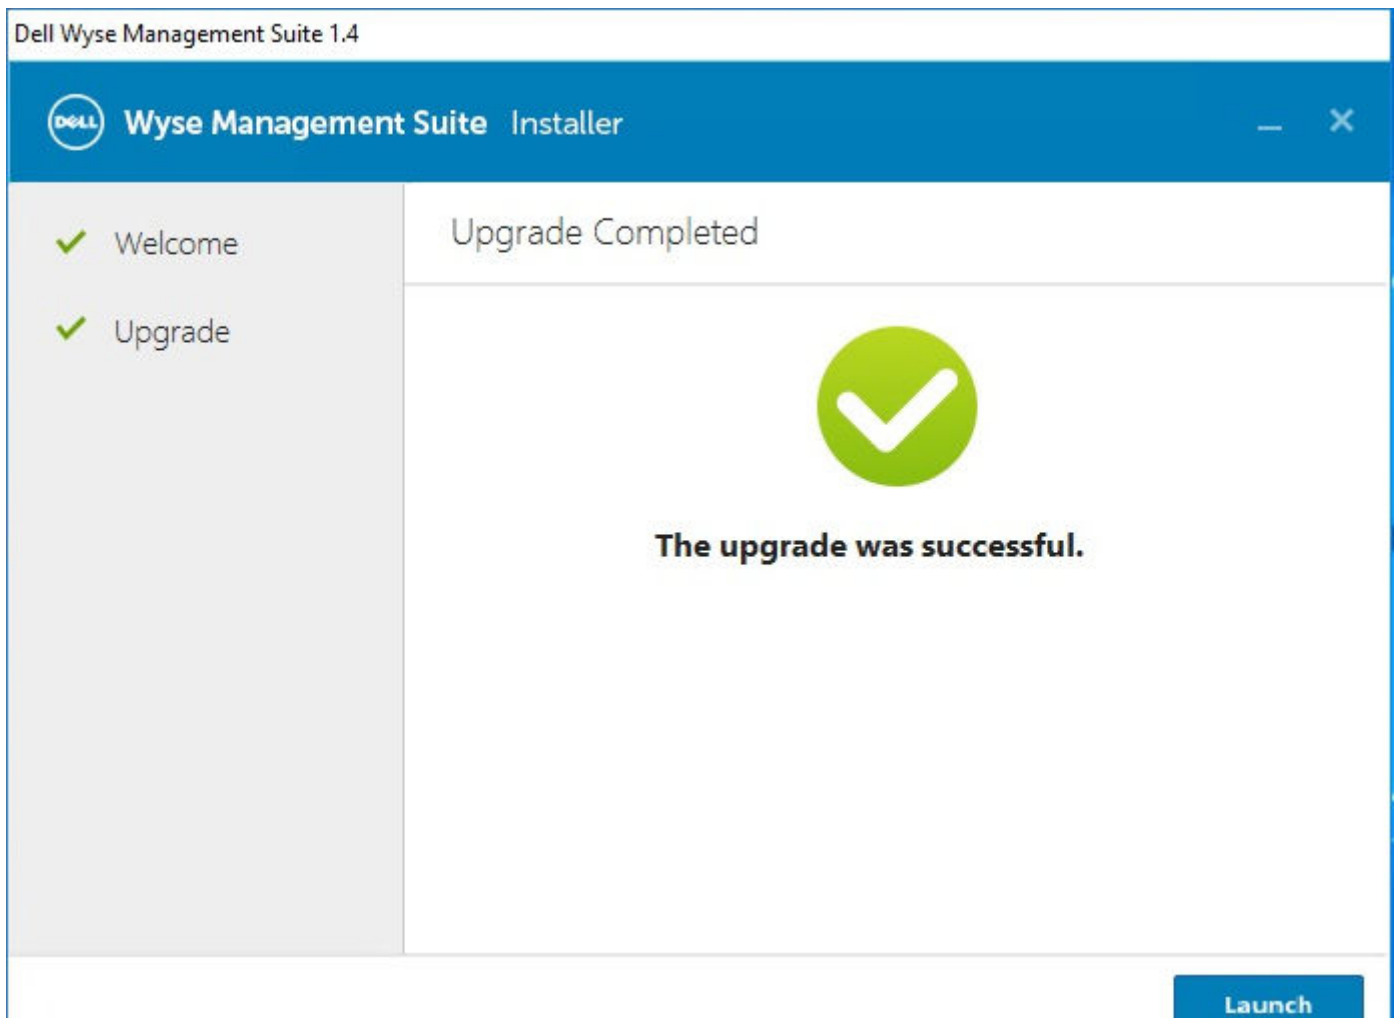 Dell Wyse Management Suite 1.4
DELL Wyse Management Suite Installer
Welcome
Upgrade
Upgrade Completed
The upgrade was successful.
Launch